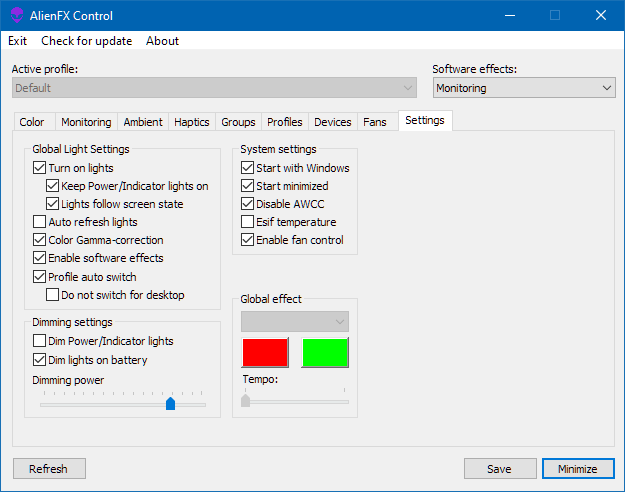 AlienFX Control
Exit Check for update About
Active profile: Software effects:
Default Monitoring
Color Monitoring Ambient Haptics Groups Profiles Devices Fans Settings
Global Light Settings
Turn on lights
Keep Power/Indicator lights on
Lights follow screen state
Auto refresh lights
Color Gamma-correction
Enable software effects
Profile auto switch
Do not switch for desktop
System settings
Start with Windows
Start minimized
Disable AWCC
Esif temperature
Enable fan control
Dimming settings
Dim Power/Indicator lights
Dim lights on battery
Dimming power
Global effect
Tempo:
Refresh Save Minimize